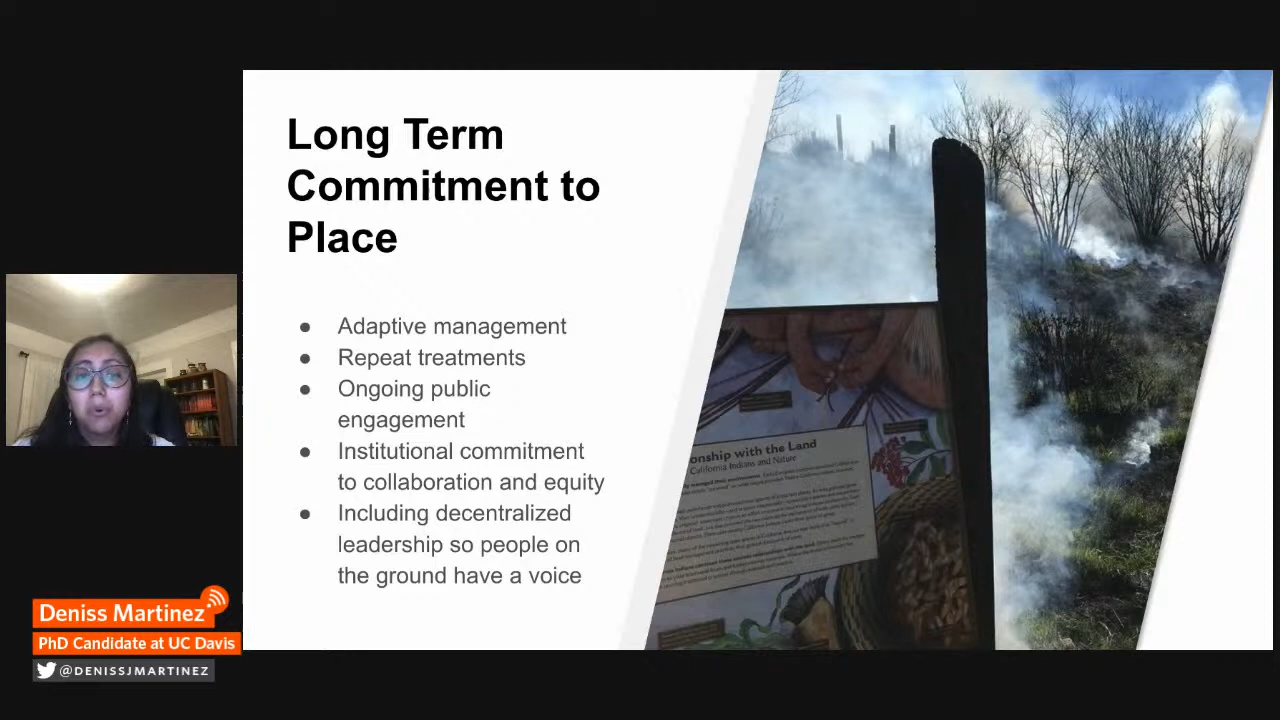 Long Term
Commitment to
Place
● Adaptive management
● Repeat treatments
● Ongoing public
engagement
● Institutional commitment
to collaboration and equity
● Including decentralized
leadership so people on
the ground have a voice
onship with the Land
California Indians and Nature
Deniss Martinez
PhD Candidate at UC Davis
@DENISSJMARTINEZ